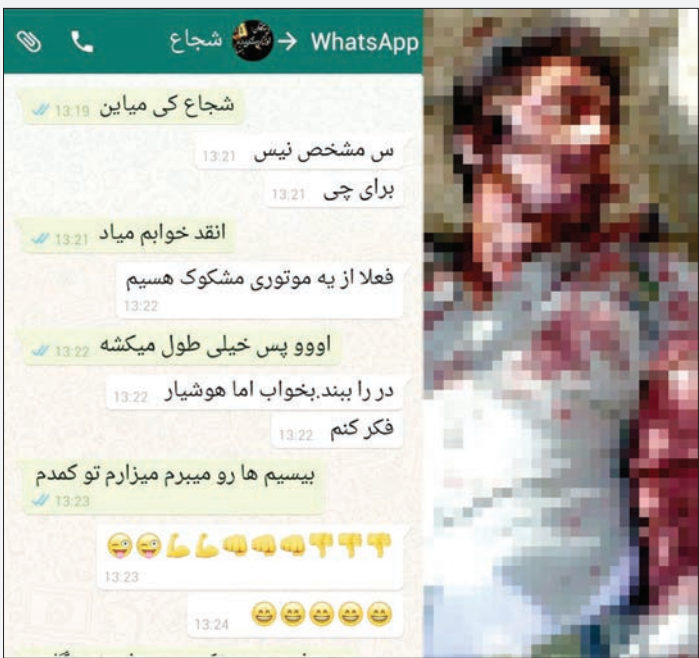 WhatsApp ← شجاع
شجاع کی میاین 13:19
س مشخص نیس 13:21
برای چی 13:21
انقد خوابم میاد 13:21
فعلا از یه موتوری مشکوک هسیم
13:22
اووو پس خیلی طول میکشه 13:22
در را ببند.بخواب اما هوشیار 13:22
فکر کنم 13:22
بیسیم ها رو میبرم میزارم تو کمدم
13:23
13:23
13:24